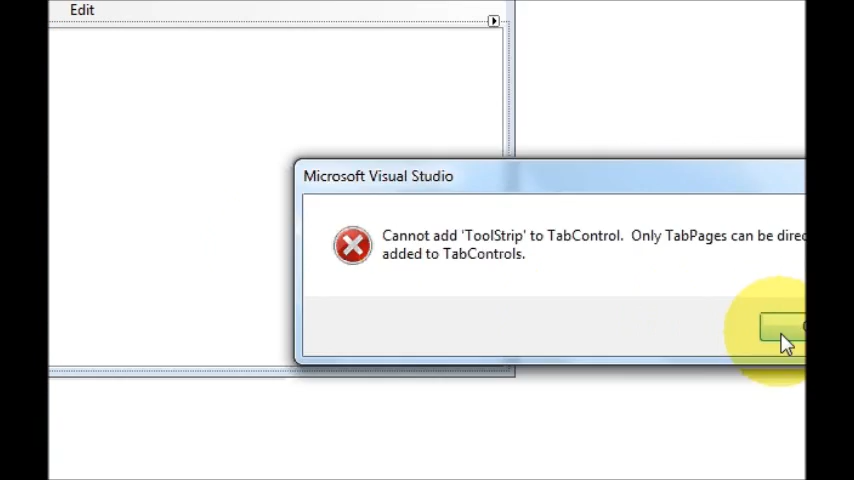 Edit
Microsoft Visual Studio
Cannot add 'ToolStrip' to TabControl. Only TabPages can be
added to TabControls.